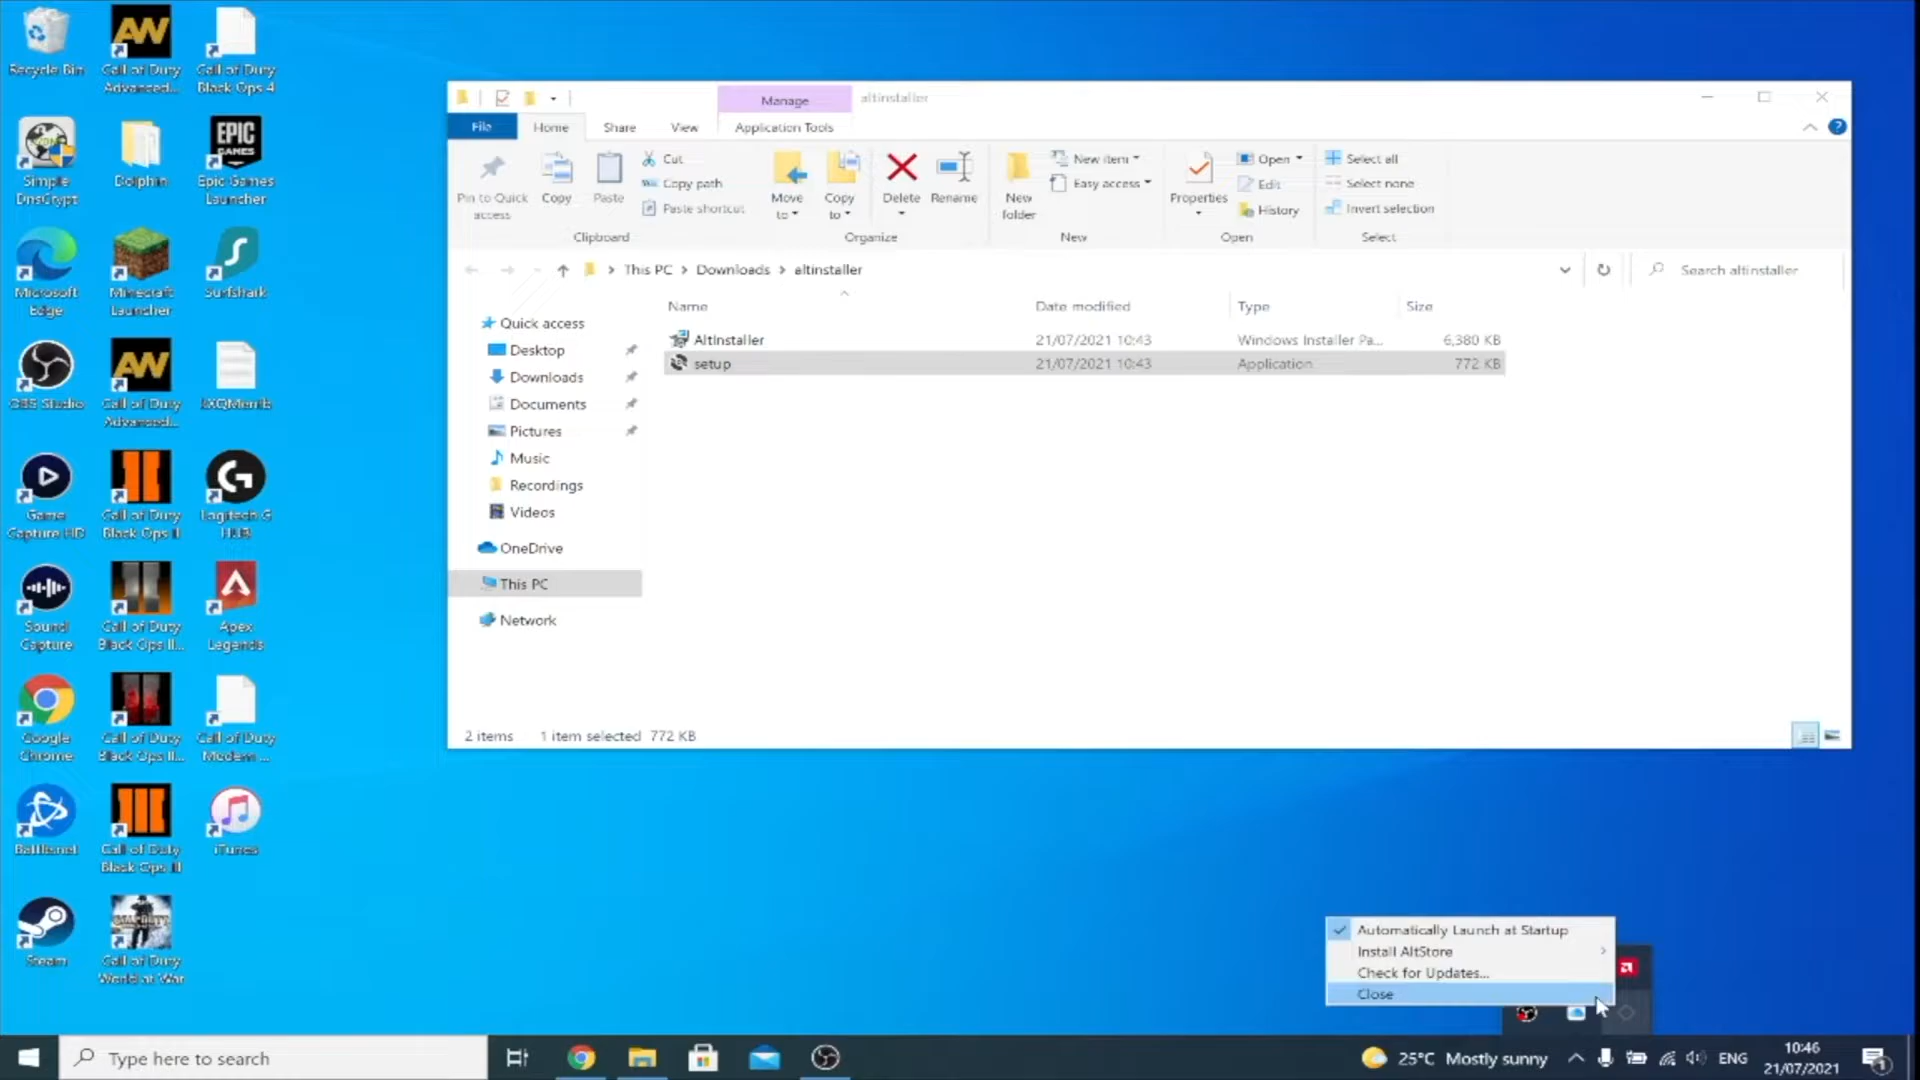 Recycle Bin
Call of Duty
Advanced...
Call of Duty
Black Ops 4
Simple
DnsCrypt
Dolphin
EPIC
GAMES
Epic Games
Launcher
Microsoft
Edge
Minecraft
Launcher
Surfshark
OBS Studio
Call of Duty
Advanced...
Game
Capture HD
Call of Duty
Black Ops II
Logitech G
HUB
Sound
Capture
Call of Duty
Black Ops II...
Apex
Legends
Google
Chrome
Call of Duty
Black Ops II...
Call of Duty
Modern ...
Battle.net
Call of Duty
Black Ops III
iTunes
Steam
Call of Duty
World at War
Manage
altinstaller
File
Home
Share
View
Application Tools
Pin to Quick
access
Copy
Paste
Cut
Copy path
Paste shortcut
Clipboard
Move
to
Copy
to
Delete
Rename
Organize
New
folder
New item
Easy access
New
Properties
Open
Edit
History
Open
Select all
Select none
Invert selection
Select
This PC > Downloads > altinstaller
Search altinstaller
Name Date modified Type Size
AltInstaller 21/07/2021 10:43 Windows Installer Pa... 6,380 KB
setup 21/07/2021 10:43 Application 772 KB
Quick access
Desktop
Downloads
Documents
Pictures
Music
Recordings
Videos
OneDrive
This PC
Network
2 items 1 item selected 772 KB
Automatically Launch at Startup
Install AltStore
Check for Updates...
Close
Type here to search
25°C Mostly sunny
ENG
10:46
21/07/2021
1